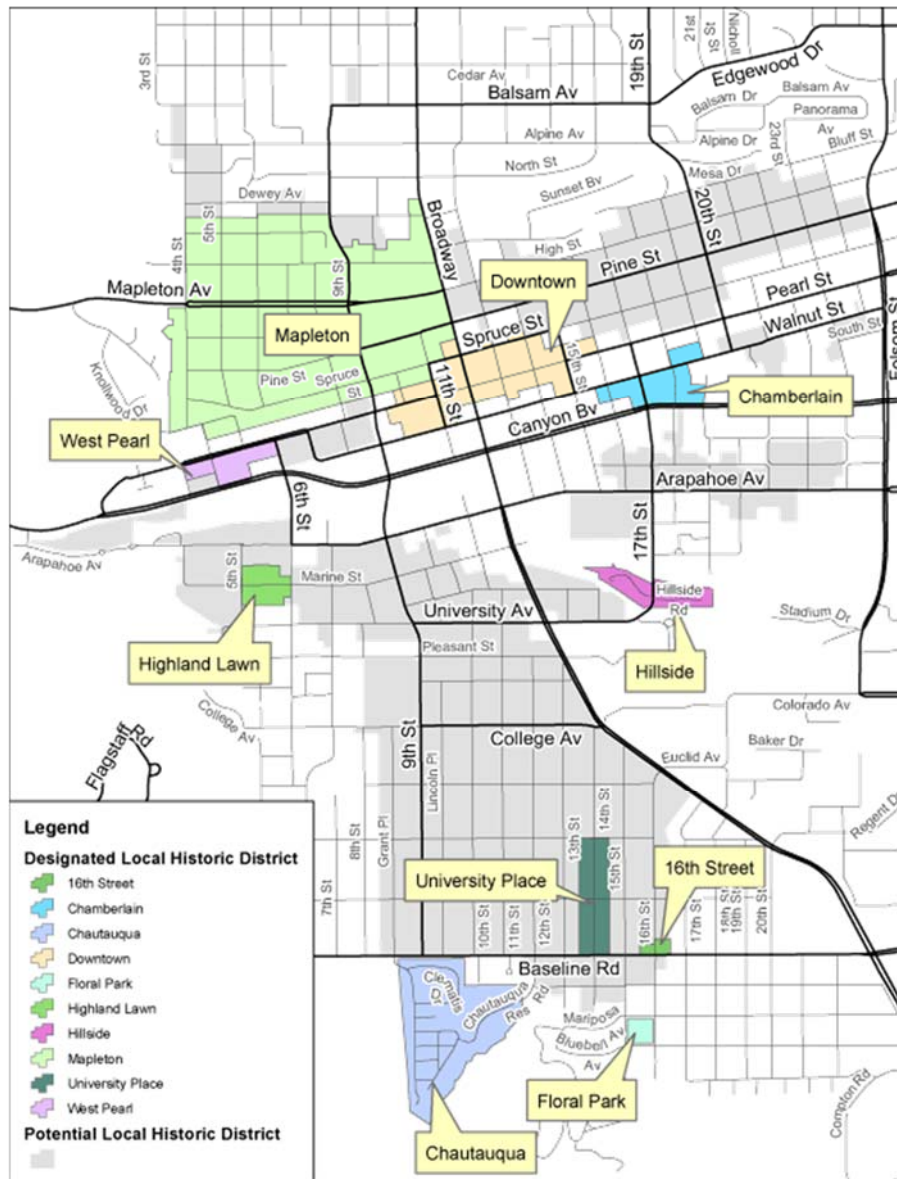 3rd St
19th St
21st St
Nicholl St
Edgewood Dr
Cedar Av
Balsam Av
Balsam Dr
Balsam Av
Panorama Av
Alpine Av
Alpine Dr
23rd St
Bluff St
North St
Mesa Dr
Dewey Av
Sunset Bv
5th St
4th St
Broadway
20th St
High St
Pine St
9th St
Mapleton Av
Downtown
Pearl St
Mapleton
Spruce St
Walnut St
South St
Folsom St
15th St
Knollwood Dr
Pine St
Spruce St
11th St
Chamberlain
Canyon Bv
West Pearl
Arapahoe Av
6th St
17th St
Arapahoe Av
5th St
Marine St
Hillside Rd
University Av
Stadium Dr
Highland Lawn
Pleasant St
Hillside
College Av
Colorado Av
College Av
Baker Dr
Euclid Av
Flagstaff Rd
9th St
Lincoln Pl
Regent Dr
14th St
13th St
8th St
Grant Pl
16th Street
University Place
15th St
7th St
10th St
11th St
12th St
16th St
17th St
18th St
19th St
20th St
Baseline Rd
Clematis Dr
Chautauqua Res Rd
Mariposa Av
Bluebell Av
Floral Park
Compton Rd
Chautauqua
Legend
Designated Local Historic District
16th Street
Chamberlain
Chautauqua
Downtown
Floral Park
Highland Lawn
Hillside
Mapleton
University Place
West Pearl
Potential Local Historic District